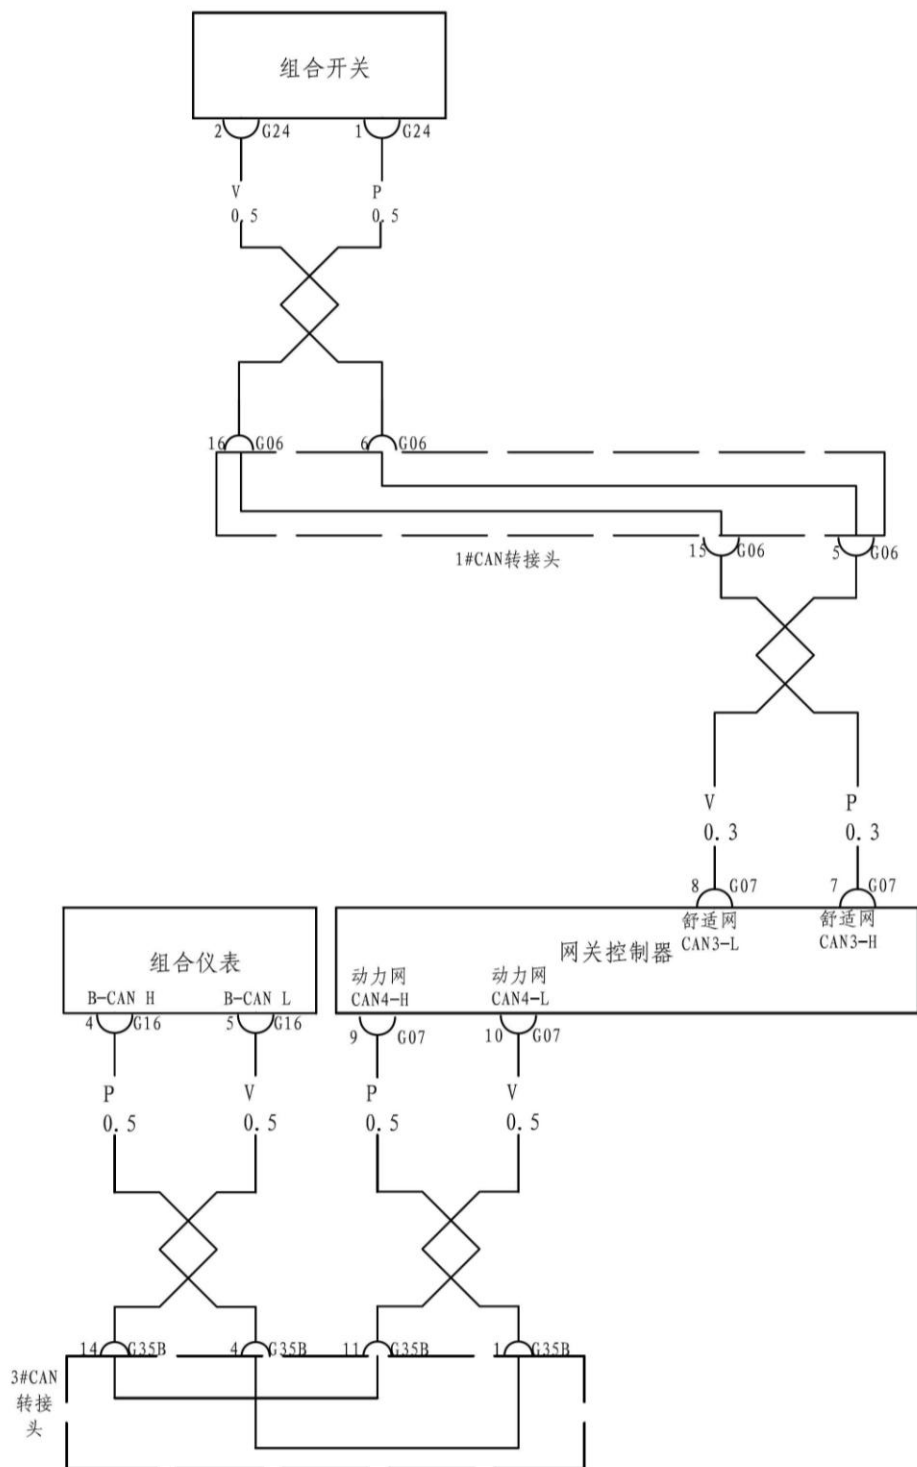 组合开关
2 G24 1 G24
V P
0.5 0.5
16 G06 6 G06
1#CAN转接头 15 G06 5 G06
V P
0.3 0.3
8 G07 7 G07
舒适网 舒适网
CAN3-L CAN3-H
组合仪表 网关控制器
动力网 动力网
B-CAN H B-CAN L CAN4-H CAN4-L
4 G16 5 G16 9 G07 10 G07
P V P V
0.5 0.5 0.5 0.5
14 G35B 4 G35B 11 G35B 1 G35B
3#CAN
转接
头